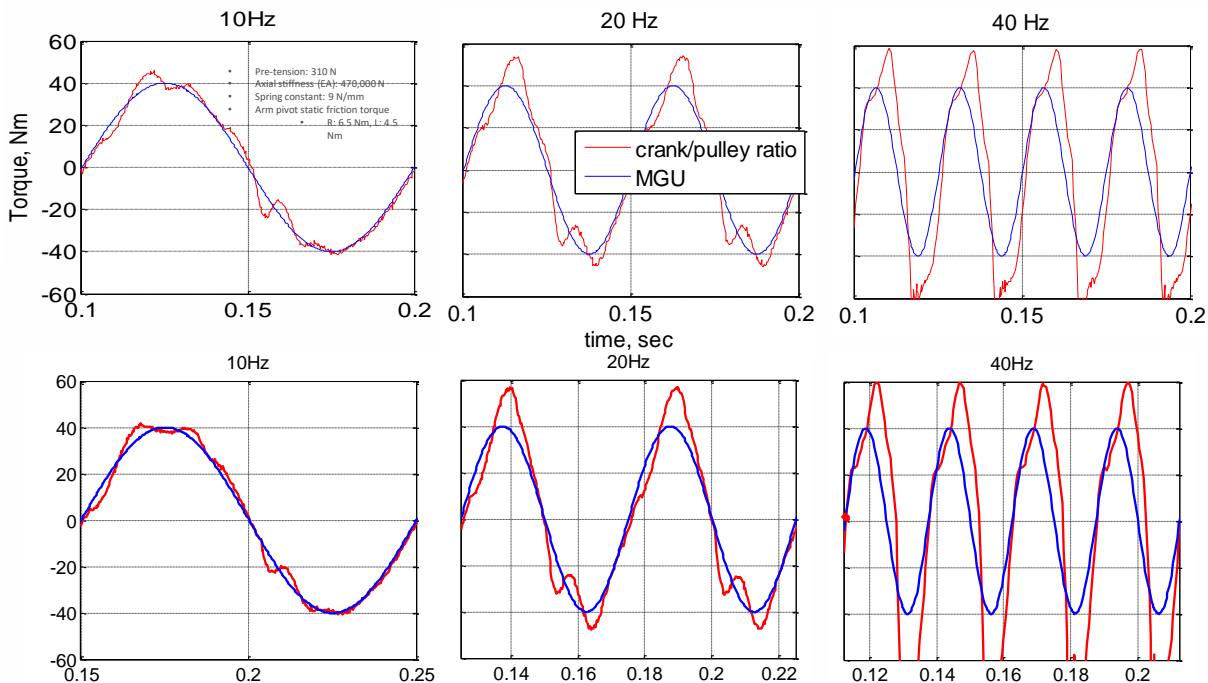 10Hz
20 Hz
40 Hz
60
40
20
0
-20
-40
-60
Torque, Nm
• Pre-tension: 310 N
• Axial stiffness (EA): 470,000 N
• Spring constant: 9 N/mm
• Arm pivot static friction torque
• R: 6.5 Nm, L: 4.5
Nm
crank/pulley ratio
MGU
0.1 0.15 0.2
0.1 0.15 0.2
0.1 0.15 0.2
time, sec
10Hz
20Hz
40Hz
60
40
20
0
-20
-40
-60
0.15 0.2 0.25
0.14 0.16 0.18 0.2 0.22
0.12 0.14 0.16 0.18 0.2